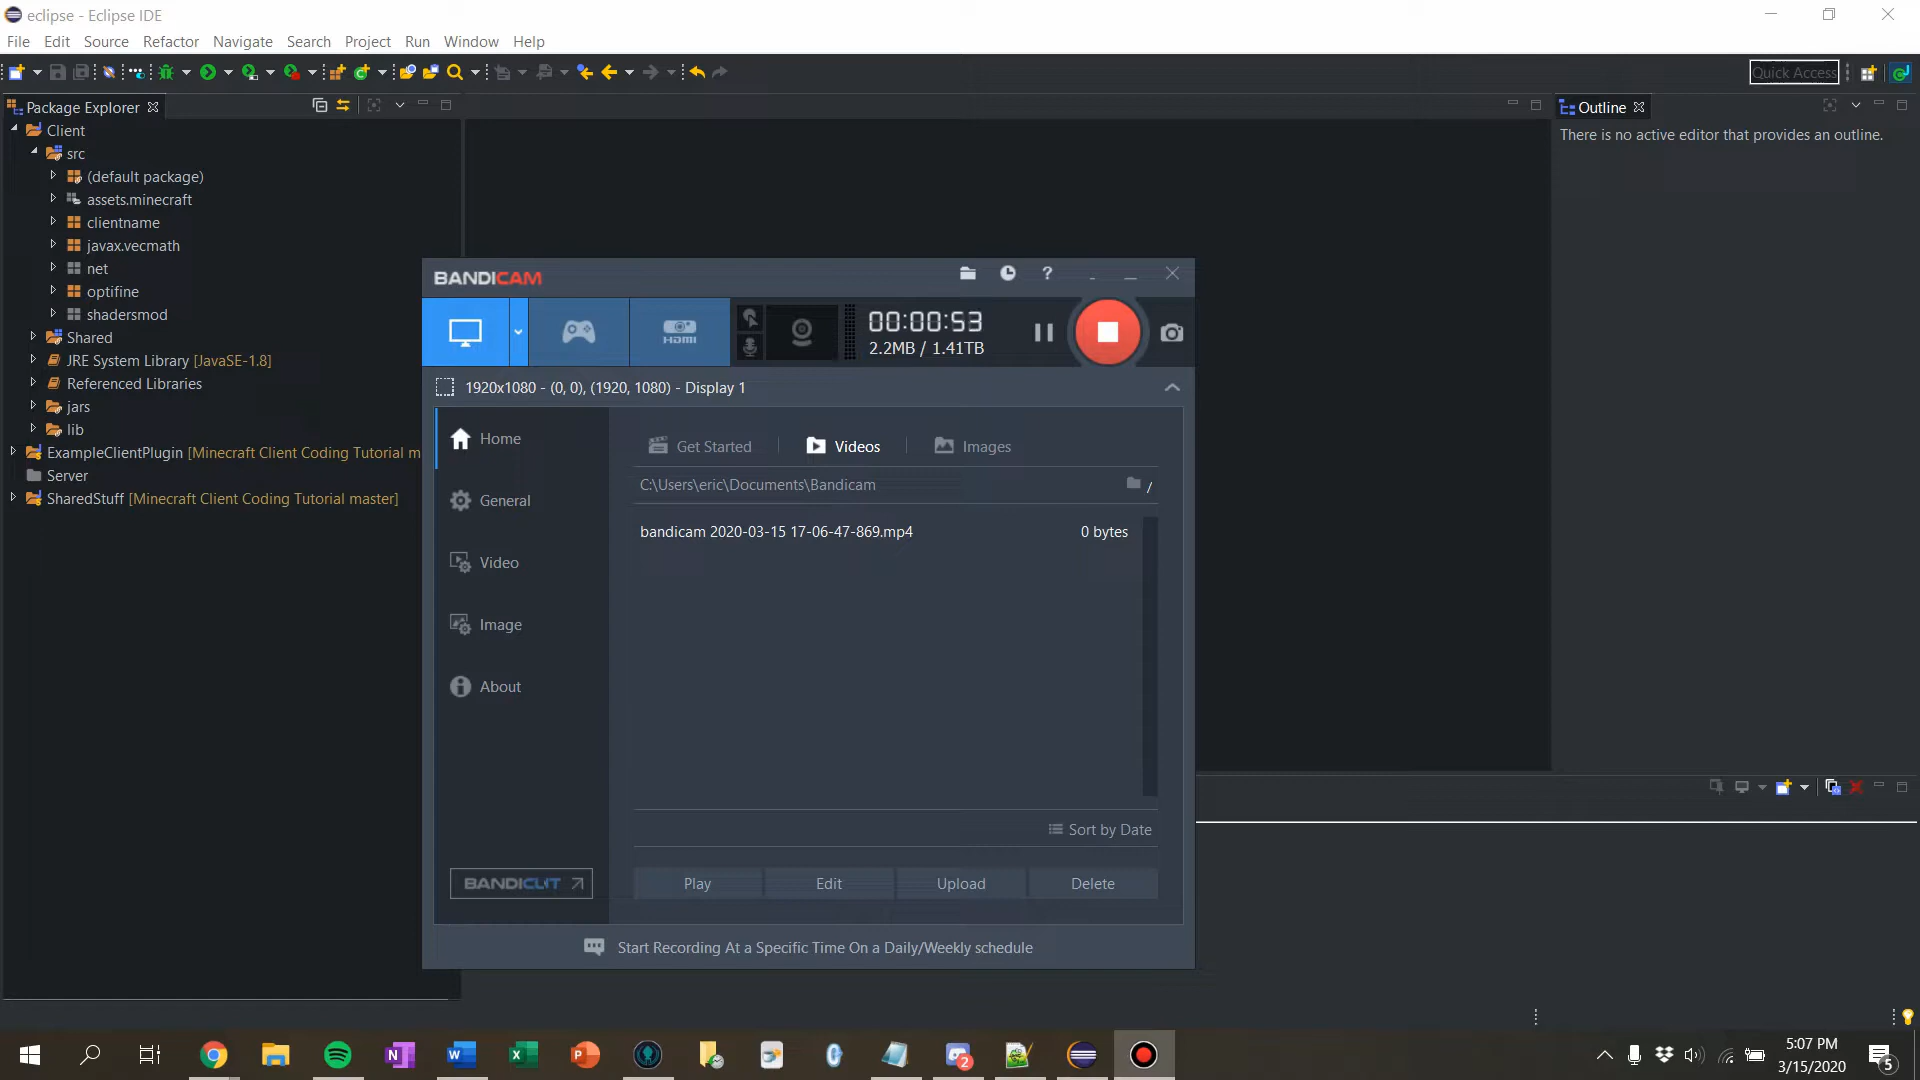 eclipse - Eclipse IDE
File Edit Source Refactor Navigate Search Project Run Window Help
Quick Access
Package Explorer
Outline
Client
There is no active editor that provides an outline.
src
(default package)
assets.minecraft
clientname
javax.vecmath
net
optifine
shadersmod
Shared
JRE System Library [JavaSE-1.8]
Referenced Libraries
jars
lib
ExampleClientPlugin [Minecraft Client Coding Tutorial m
Server
SharedStuff [Minecraft Client Coding Tutorial master]
BANDICAM
?
HDMI
00:00:53
2.2MB / 1.41TB
1920x1080 - (0, 0), (1920, 1080) - Display 1
Home
General
Video
Image
About
BANDICUT
Get Started Videos Images
C:\Users\eric\Documents\Bandicam
/
bandicam 2020-03-15 17-06-47-869.mp4 0 bytes
Sort by Date
Play Edit Upload Delete
Start Recording At a Specific Time On a Daily/Weekly schedule
2
5:07 PM
3/15/2020
5